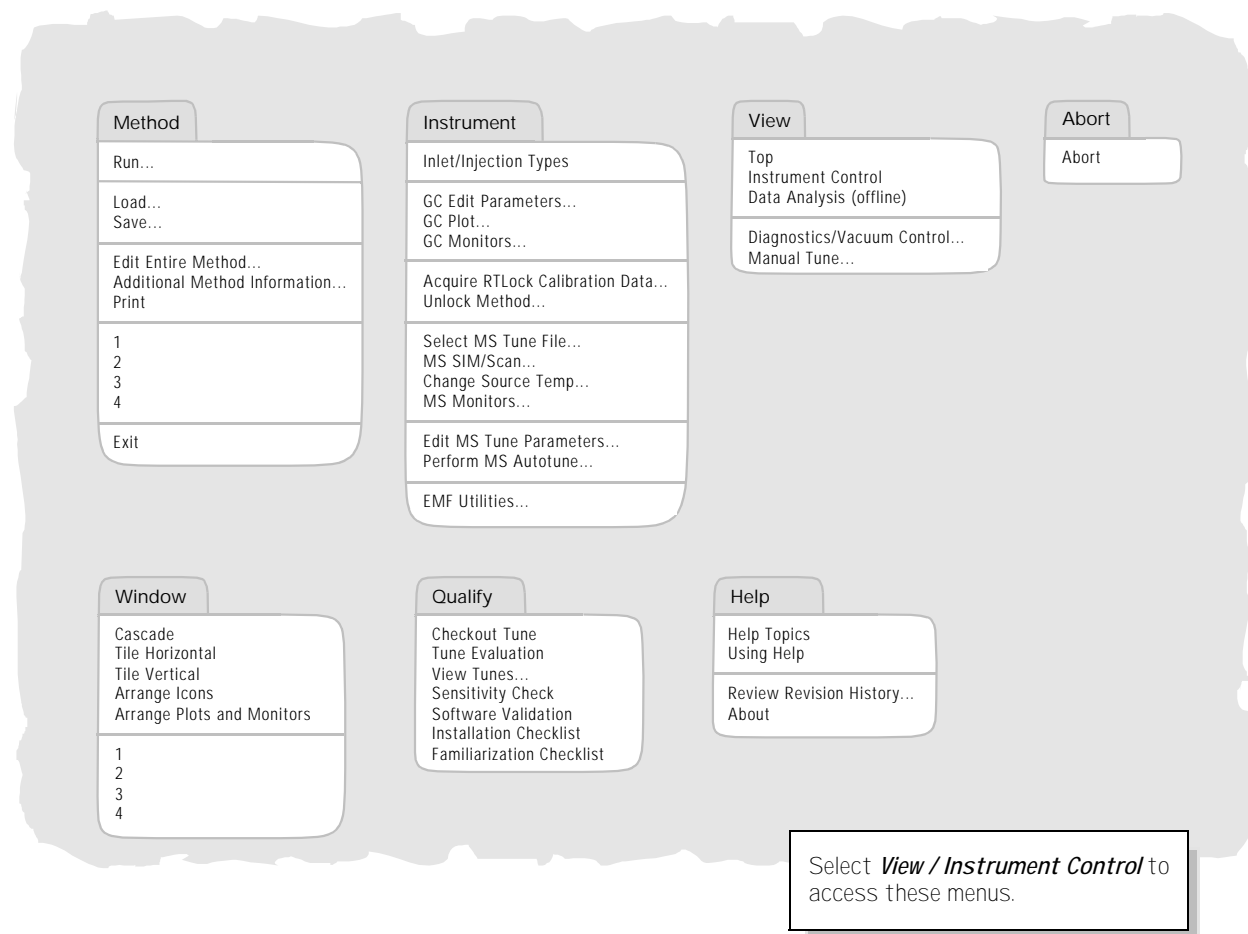 Method
Run...
Load...
Save...
Edit Entire Method...
Additional Method Information...
Print
1
2
3
4
Exit
Instrument
Inlet/Injection Types
GC Edit Parameters...
GC Plot...
GC Monitors...
Acquire RTLock Calibration Data...
Unlock Method...
Select MS Tune File...
MS SIM/Scan...
Change Source Temp...
MS Monitors...
Edit MS Tune Parameters...
Perform MS Autotune...
EMF Utilities...
View
Top
Instrument Control
Data Analysis (offline)
Diagnostics/Vacuum Control...
Manual Tune...
Abort
Abort
Window
Cascade
Tile Horizontal
Tile Vertical
Arrange Icons
Arrange Plots and Monitors
1
2
3
4
Qualify
Checkout Tune
Tune Evaluation
View Tunes...
Sensitivity Check
Software Validation
Installation Checklist
Familiarization Checklist
Help
Help Topics
Using Help
Review Revision History...
About
Select View / Instrument Control to
access these menus.